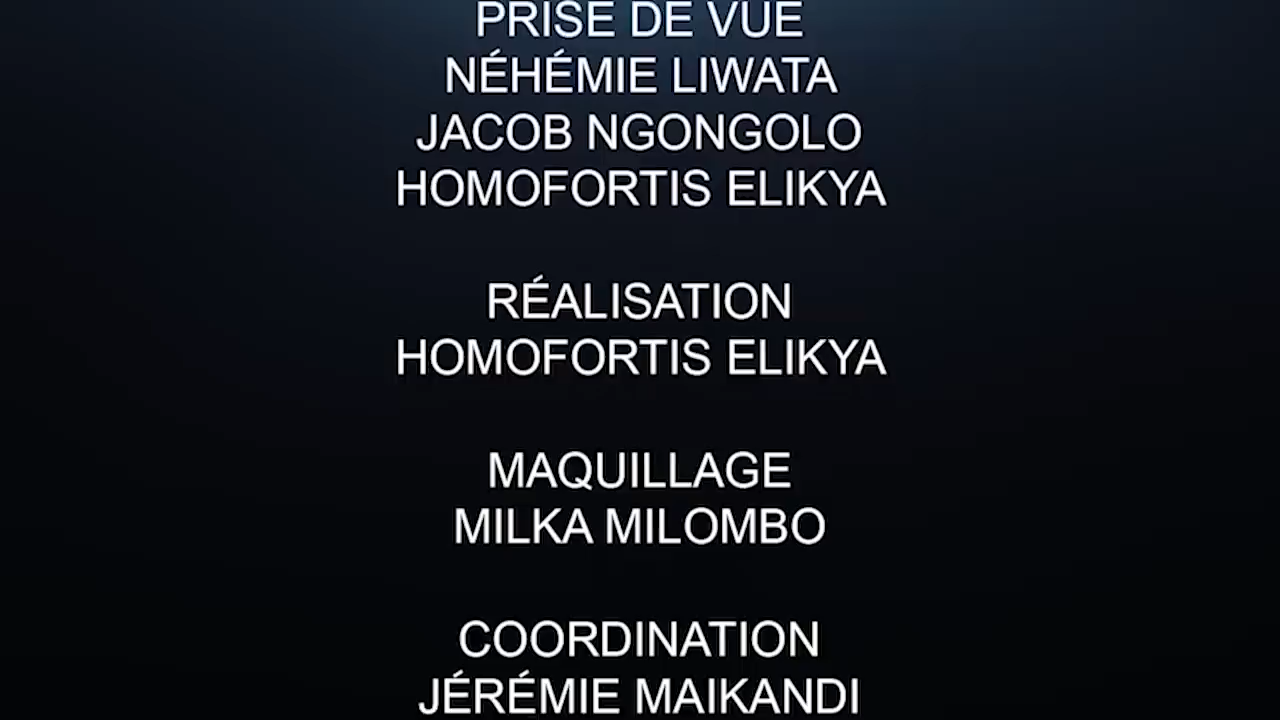 PRISE DE VUE
NÉHÉMIE LIWATA
JACOB NGONGOLO
HOMOFORTIS ELIKYA
RÉALISATION
HOMOFORTIS ELIKYA
MAQUILLAGE
MILKA MILOMBO
COORDINATION
JÉRÉMIE MAIKANDI